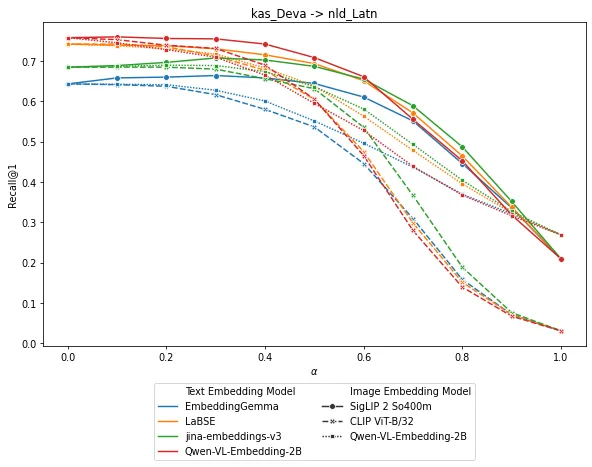 kas_Deva -> nld_Latn
Recall@1
0.7
0.6
0.5
0.4
0.3
0.2
0.1
0.0
0.0 0.2 0.4 0.6 0.8 1.0
α
Text Embedding Model
EmbeddingGemma
LaBSE
jina-embeddings-v3
Qwen-VL-Embedding-2B
Image Embedding Model
SigLIP 2 So400m
CLIP ViT-B/32
Qwen-VL-Embedding-2B